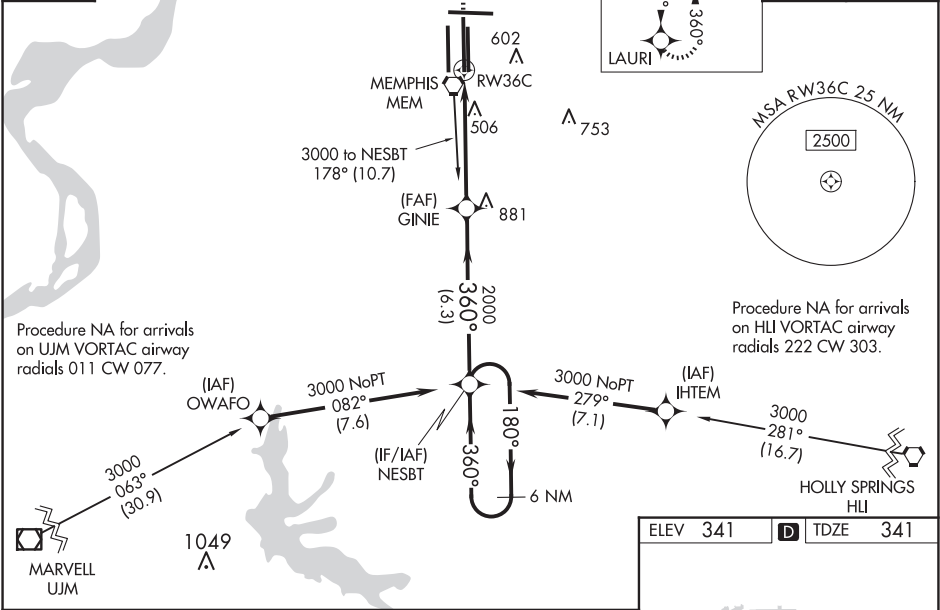 602
RW36C
MEMPHIS
MEM
506
753
3000 to NESBT
178° (10.7)
(FAF)
GINIE
881
LAURI
360°
MSA RW36C 25 NM
2500
2000
360°
(6.3)
Procedure NA for arrivals
on UJM VORTAC airway
radials 011 CW 077.
Procedure NA for arrivals
on HLI VORTAC airway
radials 222 CW 303.
(IAF)
OWAFO
3000 NoPT
082°
(7.6)
3000 NoPT
279°
(7.1)
(IAF)
IHTEM
3000
281°
(16.7)
HOLLY SPRINGS
HLI
(IF/IAF)
NESBT
360°
180°
6 NM
3000
063°
(30.9)
MARVELL
UJM
1049
ELEV 341 D TDZE 341